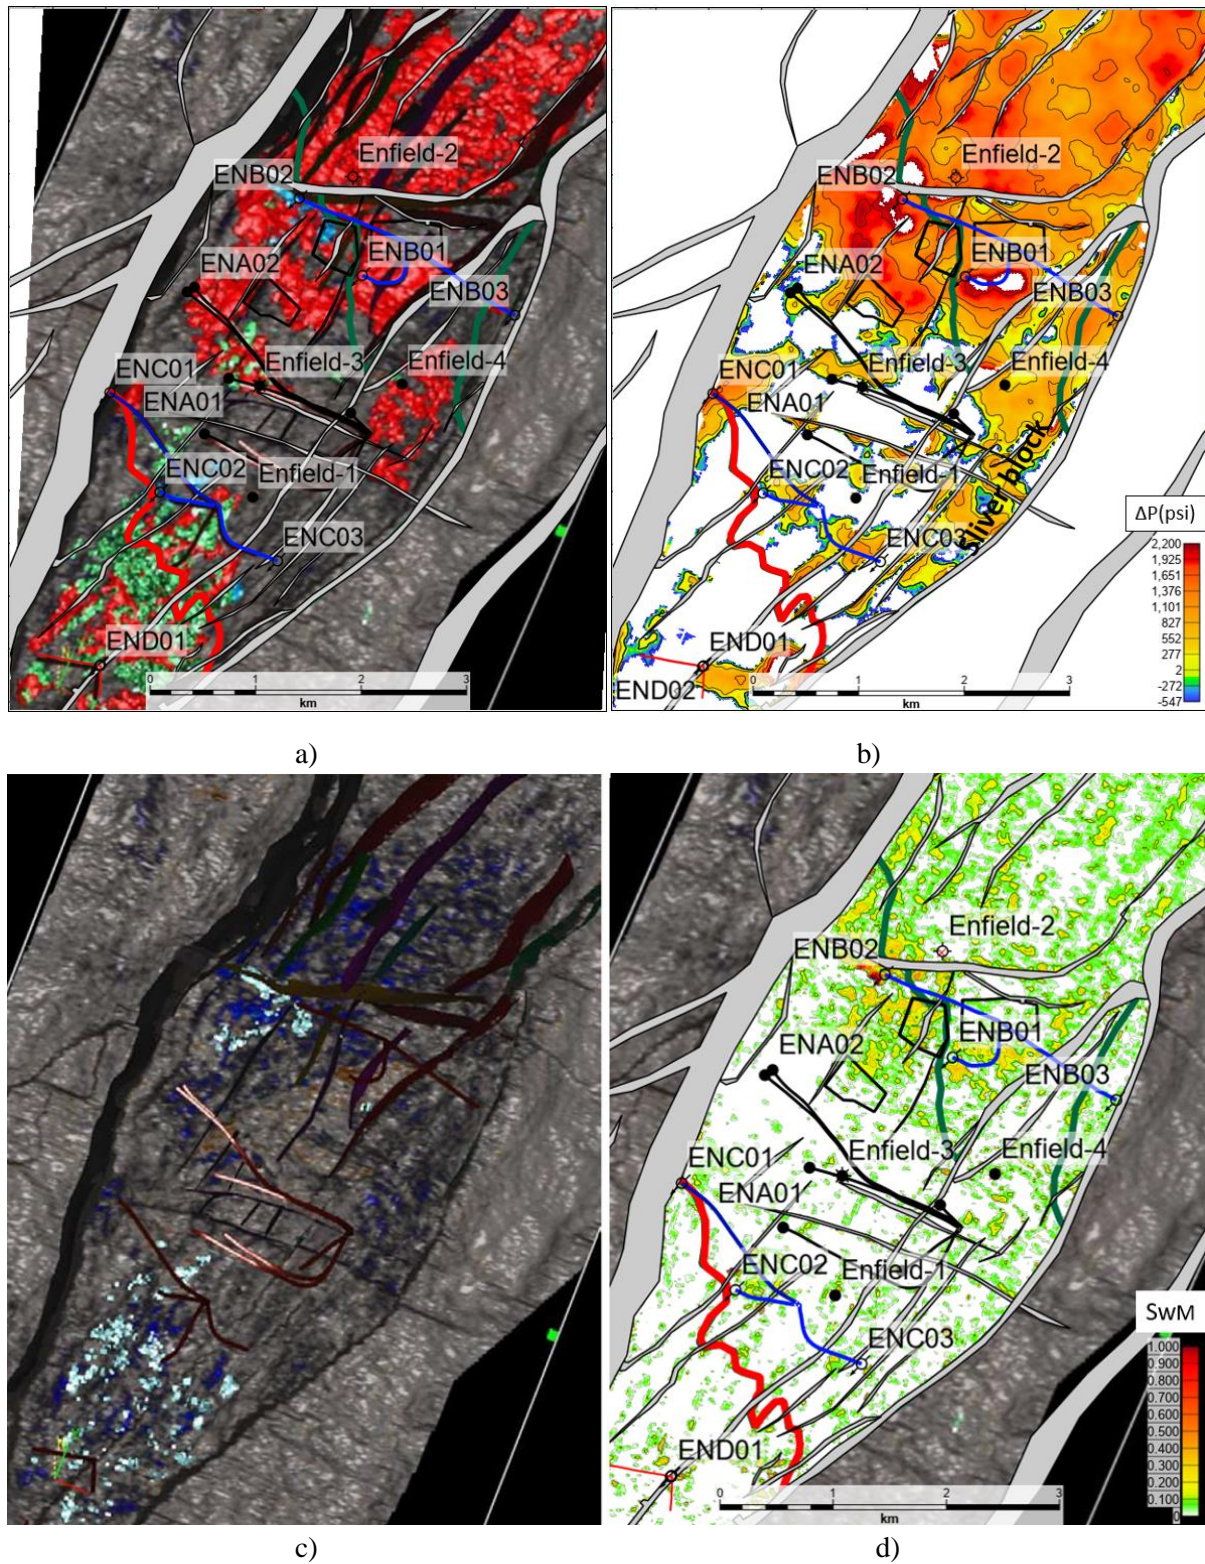 Enfield-2
ENB02
ENA02
ENB01
ENB03
ENC01
Enfield-3
Enfield-4
ENA01
ENC02
Enfield-1
ENC03
END01
0 1 2 3
km
a)
Enfield-2
ENB02
ENA02
ENB01
ENB03
ENC01
Enfield-3
Enfield-4
ENA01
ENC02
Enfield-1
Sliver block
ENC03
END01
END02
0 1 2 3
km
ΔP(psi)
2,200
1,925
1,651
1,376
1,101
827
552
277
2
-272
-547
b)
c)
Enfield-2
ENB02
ENB01
ENA02
ENB03
ENC01
Enfield-3
Enfield-4
ENA01
ENC02
Enfield-1
ENC03
END01
0 1 2 3
km
SwM
1.000
0.900
0.800
0.700
0.600
0.500
0.400
0.300
0.200
0.100
0
d)